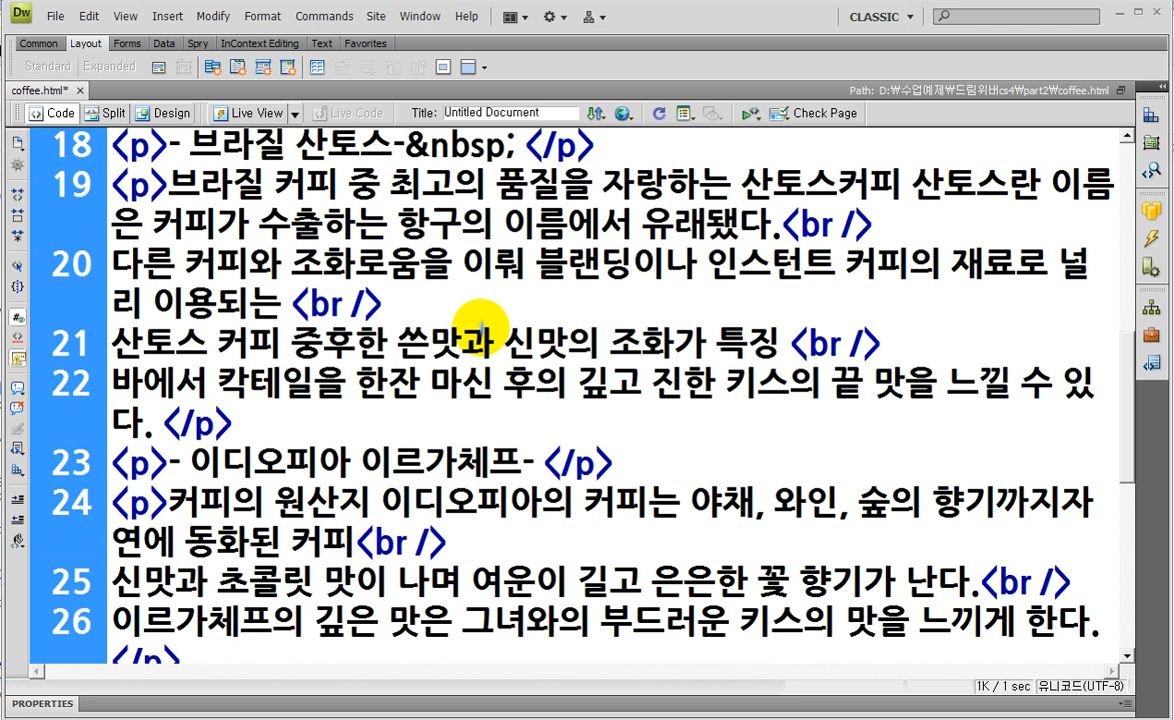 Dw File Edit View Insert Modify Format Commands Site Window Help CLASSIC
Common Layout Forms Data Spry InContext Editing Text Favorites
Standard Expanded
coffee.html* × Path: D:₩수업예제₩드림위버cs4₩part2₩coffee.html
Code Split Design Live View Live Code Title: Untitled Document Check Page
18 <p>- 브라질 산토스-&nbsp; </p>
19 <p>브라질 커피 중 최고의 품질을 자랑하는 산토스커피 산토스란 이름
은 커피가 수출하는 항구의 이름에서 유래됐다.<br />
20 다른 커피와 조화로움을 이뤄 블랜딩이나 인스턴트 커피의 재료로 널
리 이용되는 <br />
21 산토스 커피 중후한 쓴맛과 신맛의 조화가 특징 <br />
22 바에서 칵테일을 한잔 마신 후의 깊고 진한 키스의 끝 맛을 느낄 수 있
다. </p>
23 <p>- 이디오피아 이르가체프- </p>
24 <p>커피의 원산지 이디오피아의 커피는 야채, 와인, 숲의 향기까지자
연에 동화된 커피<br />
25 신맛과 초콜릿 맛이 나며 여운이 길고 은은한 꽃 향기가 난다.<br />
26 이르가체프의 깊은 맛은 그녀와의 부드러운 키스의 맛을 느끼게 한다.
</p>
1K / 1 sec 유니코드(UTF-8)
PROPERTIES